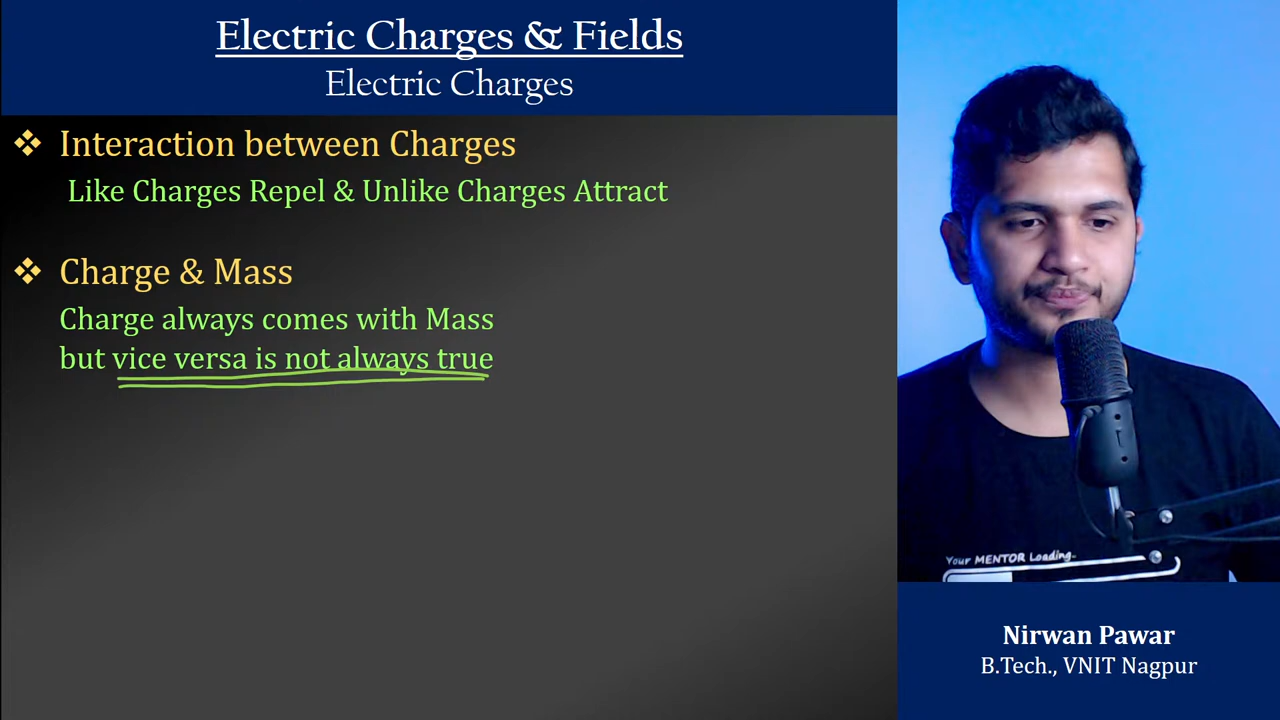 Electric Charges & Fields
Electric Charges
❖ Interaction between Charges
Like Charges Repel & Unlike Charges Attract
❖ Charge & Mass
Charge always comes with Mass
but vice versa is not always true
Your MENTOR Loading..
Nirwan Pawar
B.Tech., VNIT Nagpur